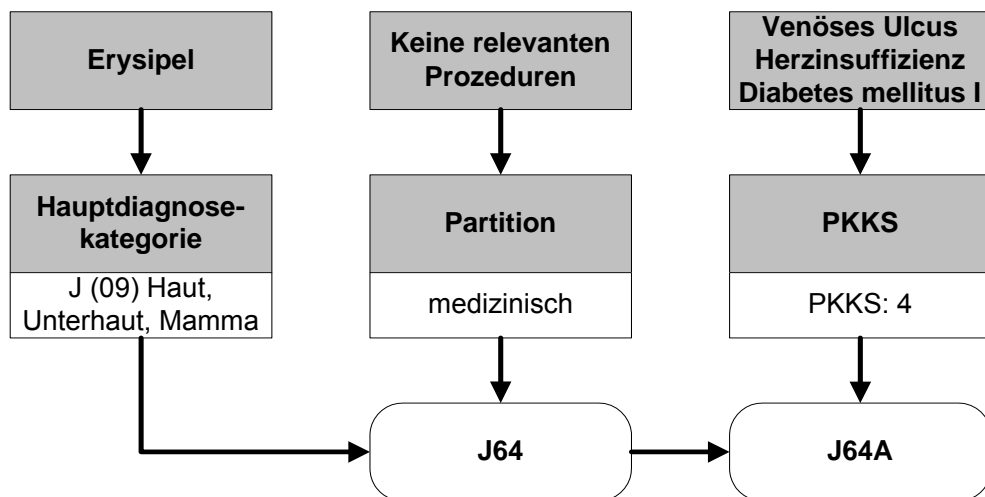 Erysipel
Keine relevanten
Prozeduren
Venöses Ulcus
Herzinsuffizienz
Diabetes mellitus I
Hauptdiagnose-
kategorie
J (09) Haut,
Unterhaut, Mamma
Partition
medizinisch
PKKS
PKKS: 4
J64
J64A